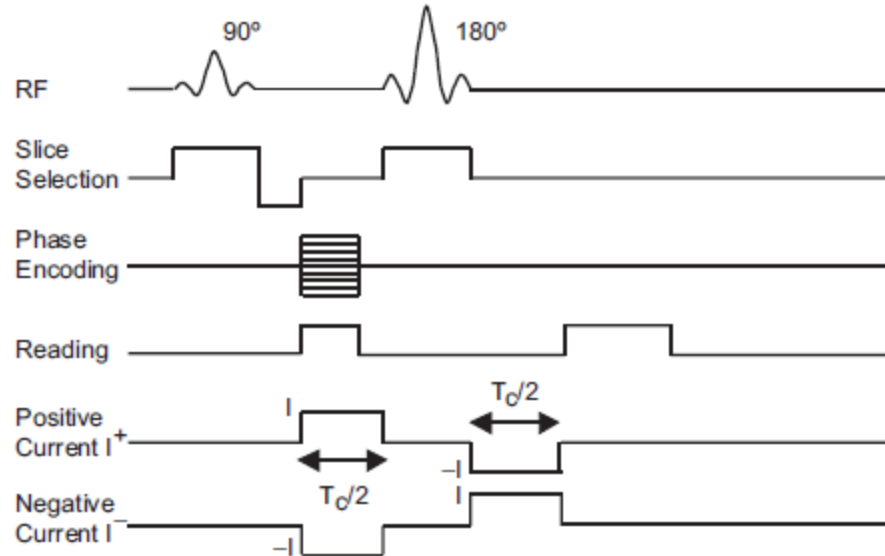 90º 180º
RF
Slice
Selection
Phase
Encoding
Reading
Positive I T_C/2
Current I⁺ –I
T_C/2
Negative I
Current I⁻
–I